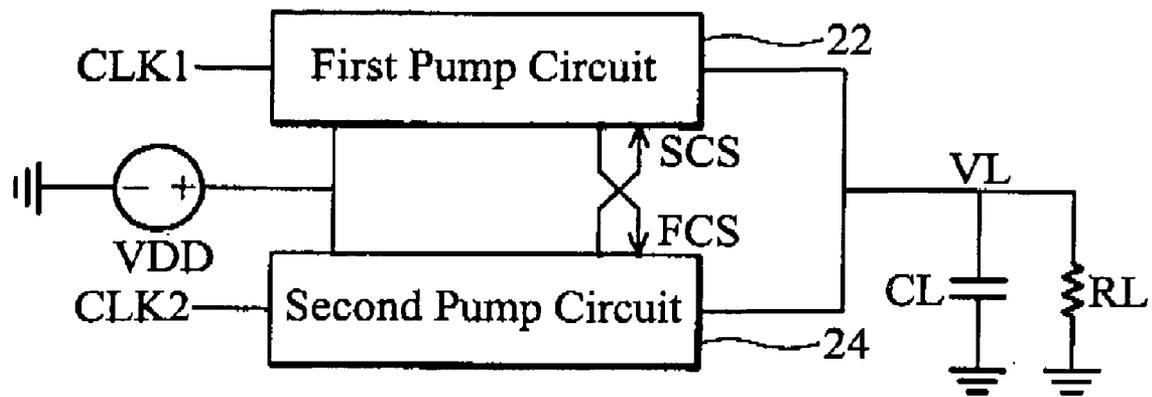 CLK1
First Pump Circuit
22
SCS
VL
− +
FCS
VDD
CLK2
Second Pump Circuit
CL
RL
24